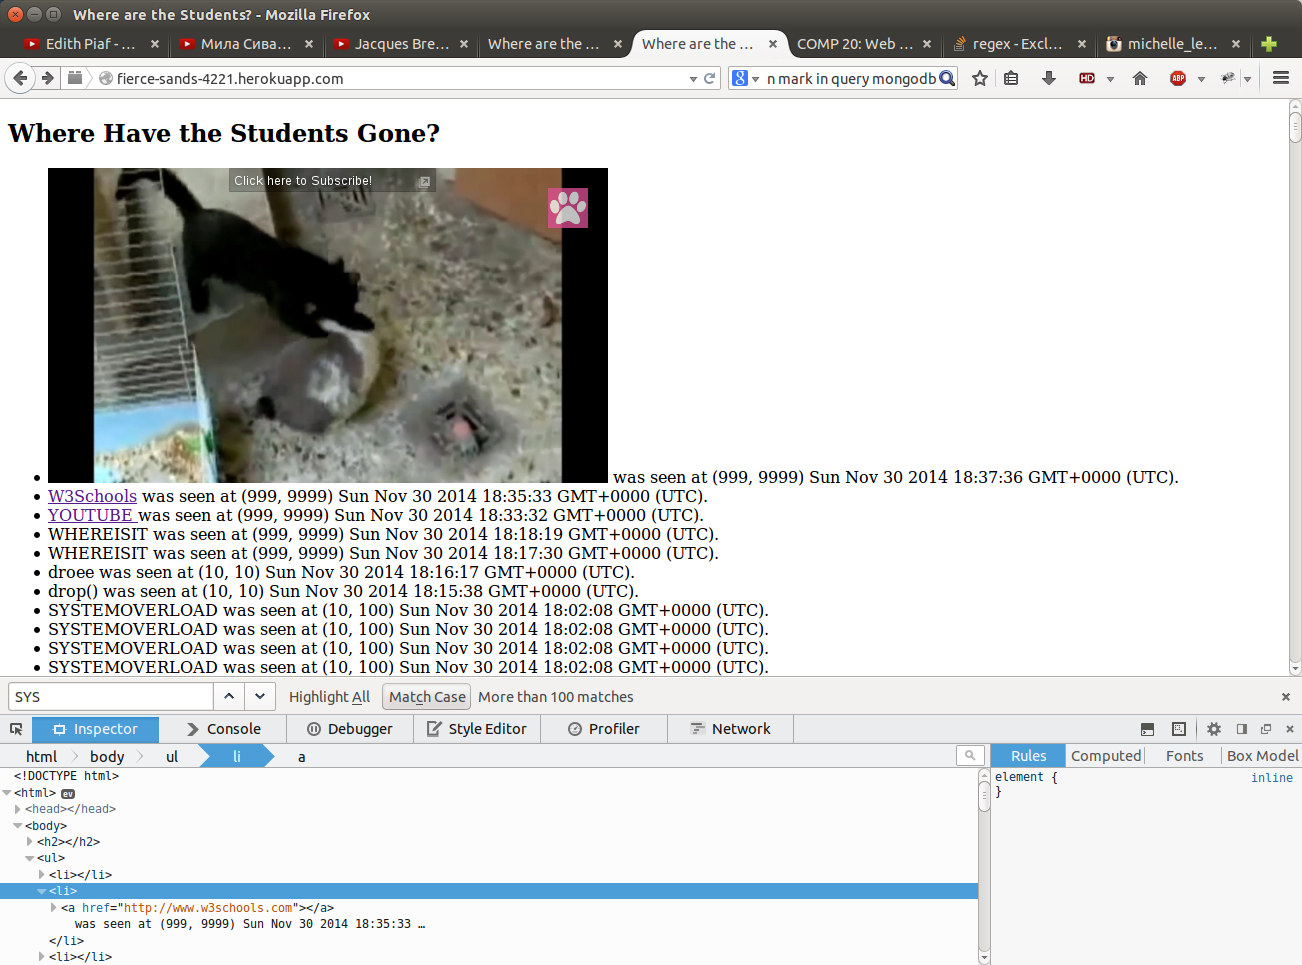 Where are the Students? - Mozilla Firefox
Edith Piaf - ... Мила Сива... Jacques Bre... Where are the ... Where are the ... COMP 20: Web ... regex - Excl... michelle_le...
fierce-sands-4221.herokuapp.com n mark in query mongodb HD ABP
Where Have the Students Gone?
Click here to Subscribe!
was seen at (999, 9999) Sun Nov 30 2014 18:37:36 GMT+0000 (UTC).
W3Schools was seen at (999, 9999) Sun Nov 30 2014 18:35:33 GMT+0000 (UTC).
YOUTUBE was seen at (999, 9999) Sun Nov 30 2014 18:33:32 GMT+0000 (UTC).
WHEREISIT was seen at (999, 9999) Sun Nov 30 2014 18:18:19 GMT+0000 (UTC).
WHEREISIT was seen at (999, 9999) Sun Nov 30 2014 18:17:30 GMT+0000 (UTC).
droee was seen at (10, 10) Sun Nov 30 2014 18:16:17 GMT+0000 (UTC).
drop() was seen at (10, 10) Sun Nov 30 2014 18:15:38 GMT+0000 (UTC).
SYSTEMOVERLOAD was seen at (10, 100) Sun Nov 30 2014 18:02:08 GMT+0000 (UTC).
SYSTEMOVERLOAD was seen at (10, 100) Sun Nov 30 2014 18:02:08 GMT+0000 (UTC).
SYSTEMOVERLOAD was seen at (10, 100) Sun Nov 30 2014 18:02:08 GMT+0000 (UTC).
SYSTEMOVERLOAD was seen at (10, 100) Sun Nov 30 2014 18:02:08 GMT+0000 (UTC).
SYS Highlight All Match Case More than 100 matches
Inspector Console Debugger Style Editor Profiler Network
html body ul li a Rules Computed Fonts Box Model
<!DOCTYPE html>
element { inline
<html> ev
}
<head></head>
<body>
<h2></h2>
<ul>
<li></li>
<li>
<a href="http://www.w3schools.com"></a>
was seen at (999, 9999) Sun Nov 30 2014 18:35:33 …
</li>
<li></li>